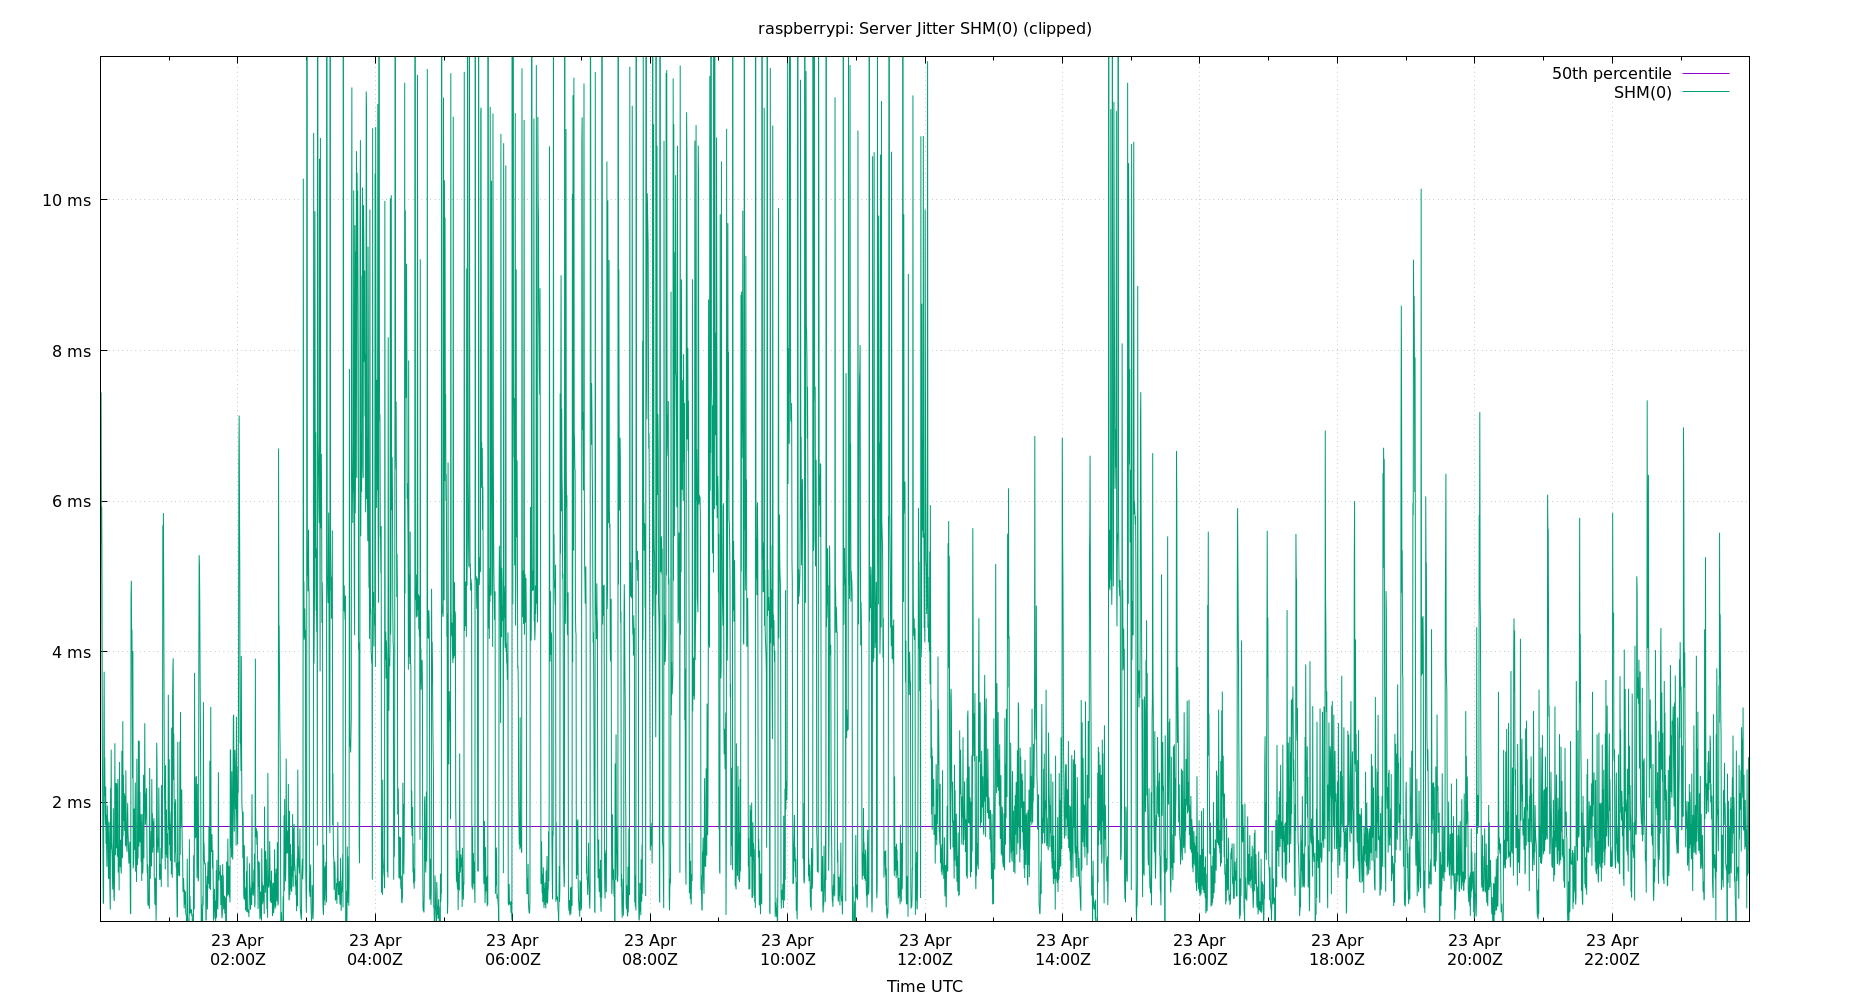 raspberrypi: Server Jitter SHM(0) (clipped)
50th percentile
SHM(0)
10 ms
8 ms
6 ms
4 ms
2 ms
23 Apr 23 Apr 23 Apr 23 Apr 23 Apr 23 Apr 23 Apr 23 Apr 23 Apr 23 Apr 23 Apr
02:00Z 04:00Z 06:00Z 08:00Z 10:00Z 12:00Z 14:00Z 16:00Z 18:00Z 20:00Z 22:00Z
Time UTC